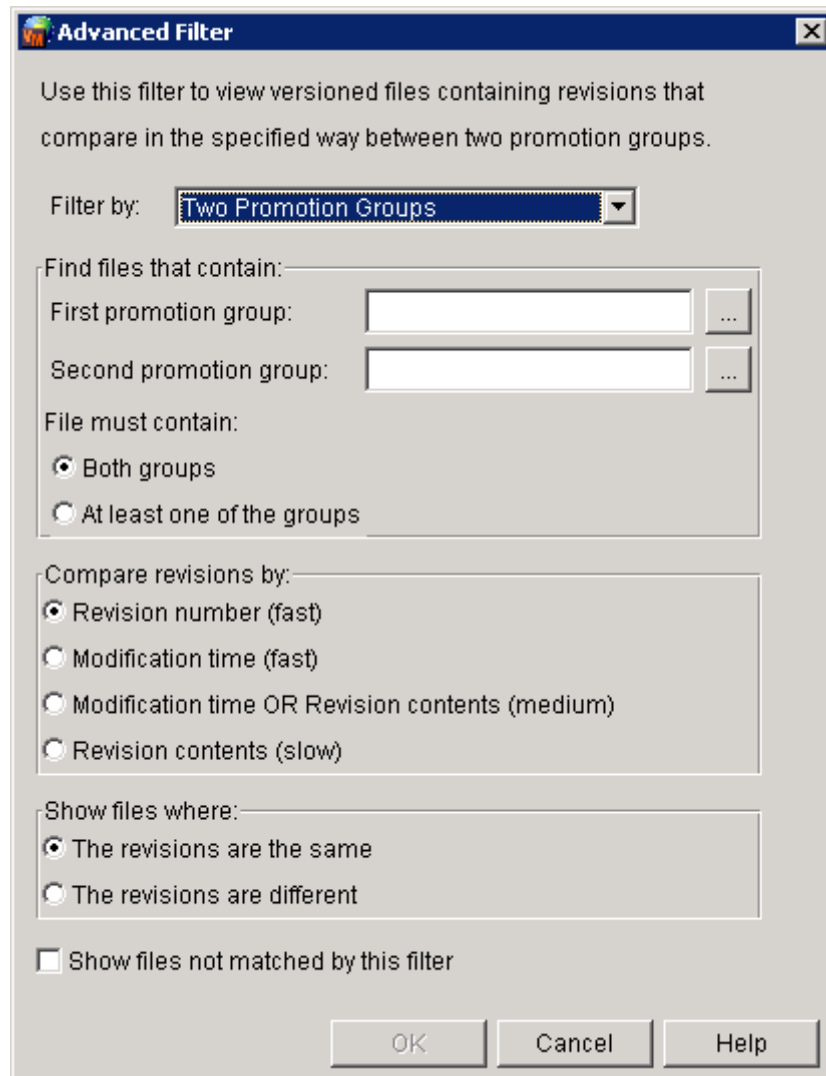 VM Advanced Filter
Use this filter to view versioned files containing revisions that
compare in the specified way between two promotion groups.
Filter by: Two Promotion Groups
Find files that contain:
First promotion group: ...
Second promotion group: ...
File must contain:
Both groups
At least one of the groups
Compare revisions by:
Revision number (fast)
Modification time (fast)
Modification time OR Revision contents (medium)
Revision contents (slow)
Show files where:
The revisions are the same
The revisions are different
Show files not matched by this filter
OK Cancel Help